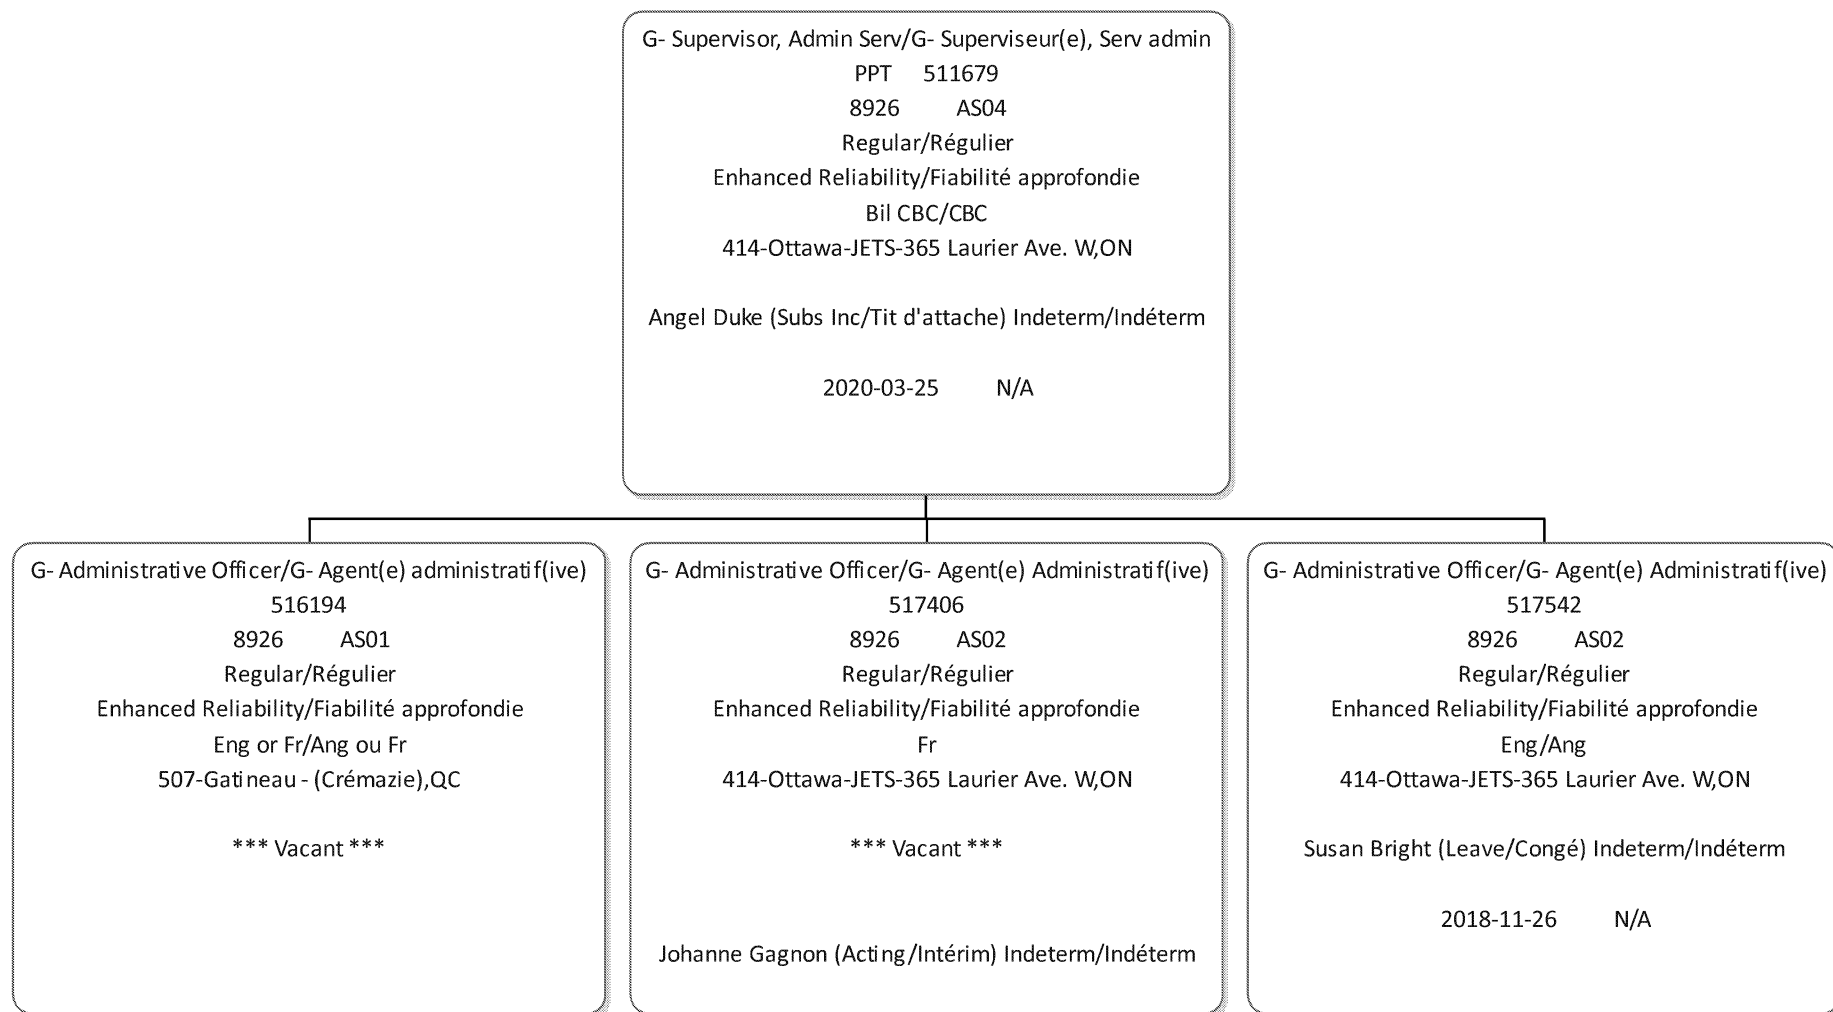 G- Supervisor, Admin Serv/G- Superviseur(e), Serv admin
PPT 511679
8926 AS04
Regular/Régulier
Enhanced Reliability/Fiabilité approfondie
Bil CBC/CBC
414-Ottawa-JETS-365 Laurier Ave. W,ON
Angel Duke (Subs Inc/Tit d'attache) Indeterm/Indéterm
2020-03-25 N/A
G- Administrative Officer/G- Agent(e) administratif(ive)
516194
8926 AS01
Regular/Régulier
Enhanced Reliability/Fiabilité approfondie
Eng or Fr/Ang ou Fr
507-Gatineau - (Crémazie),QC
*** Vacant ***
G- Administrative Officer/G- Agent(e) Administratif(ive)
517406
8926 AS02
Regular/Régulier
Enhanced Reliability/Fiabilité approfondie
Fr
414-Ottawa-JETS-365 Laurier Ave. W,ON
*** Vacant ***
Johanne Gagnon (Acting/Intérim) Indeterm/Indéterm
G- Administrative Officer/G- Agent(e) Administratif(ive)
517542
8926 AS02
Regular/Régulier
Enhanced Reliability/Fiabilité approfondie
Eng/Ang
414-Ottawa-JETS-365 Laurier Ave. W,ON
Susan Bright (Leave/Congé) Indeterm/Indéterm
2018-11-26 N/A